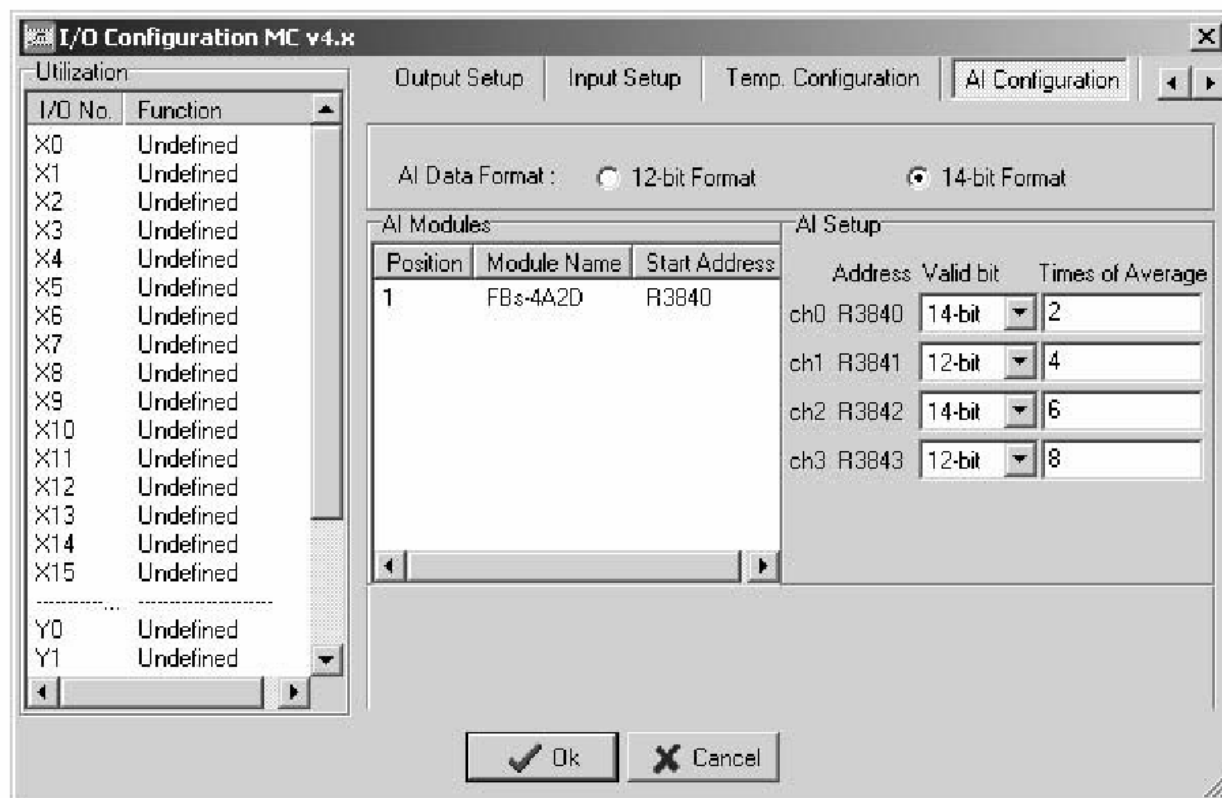 I/O Configuration MC v4.x
Utilization
I/O No. Function
X0 Undefined
X1 Undefined
X2 Undefined
X3 Undefined
X4 Undefined
X5 Undefined
X6 Undefined
X7 Undefined
X8 Undefined
X9 Undefined
X10 Undefined
X11 Undefined
X12 Undefined
X13 Undefined
X14 Undefined
X15 Undefined
----------... --------------------
Y0 Undefined
Y1 Undefined
Output Setup Input Setup Temp. Configuration AI Configuration
AI Data Format : 12-bit Format 14-bit Format
AI Modules
Position Module Name Start Address
1 FBs-4A2D R3840
AI Setup
Address Valid bit Times of Average
ch0 R3840 14-bit 2
ch1 R3841 12-bit 4
ch2 R3842 14-bit 6
ch3 R3843 12-bit 8
Ok Cancel